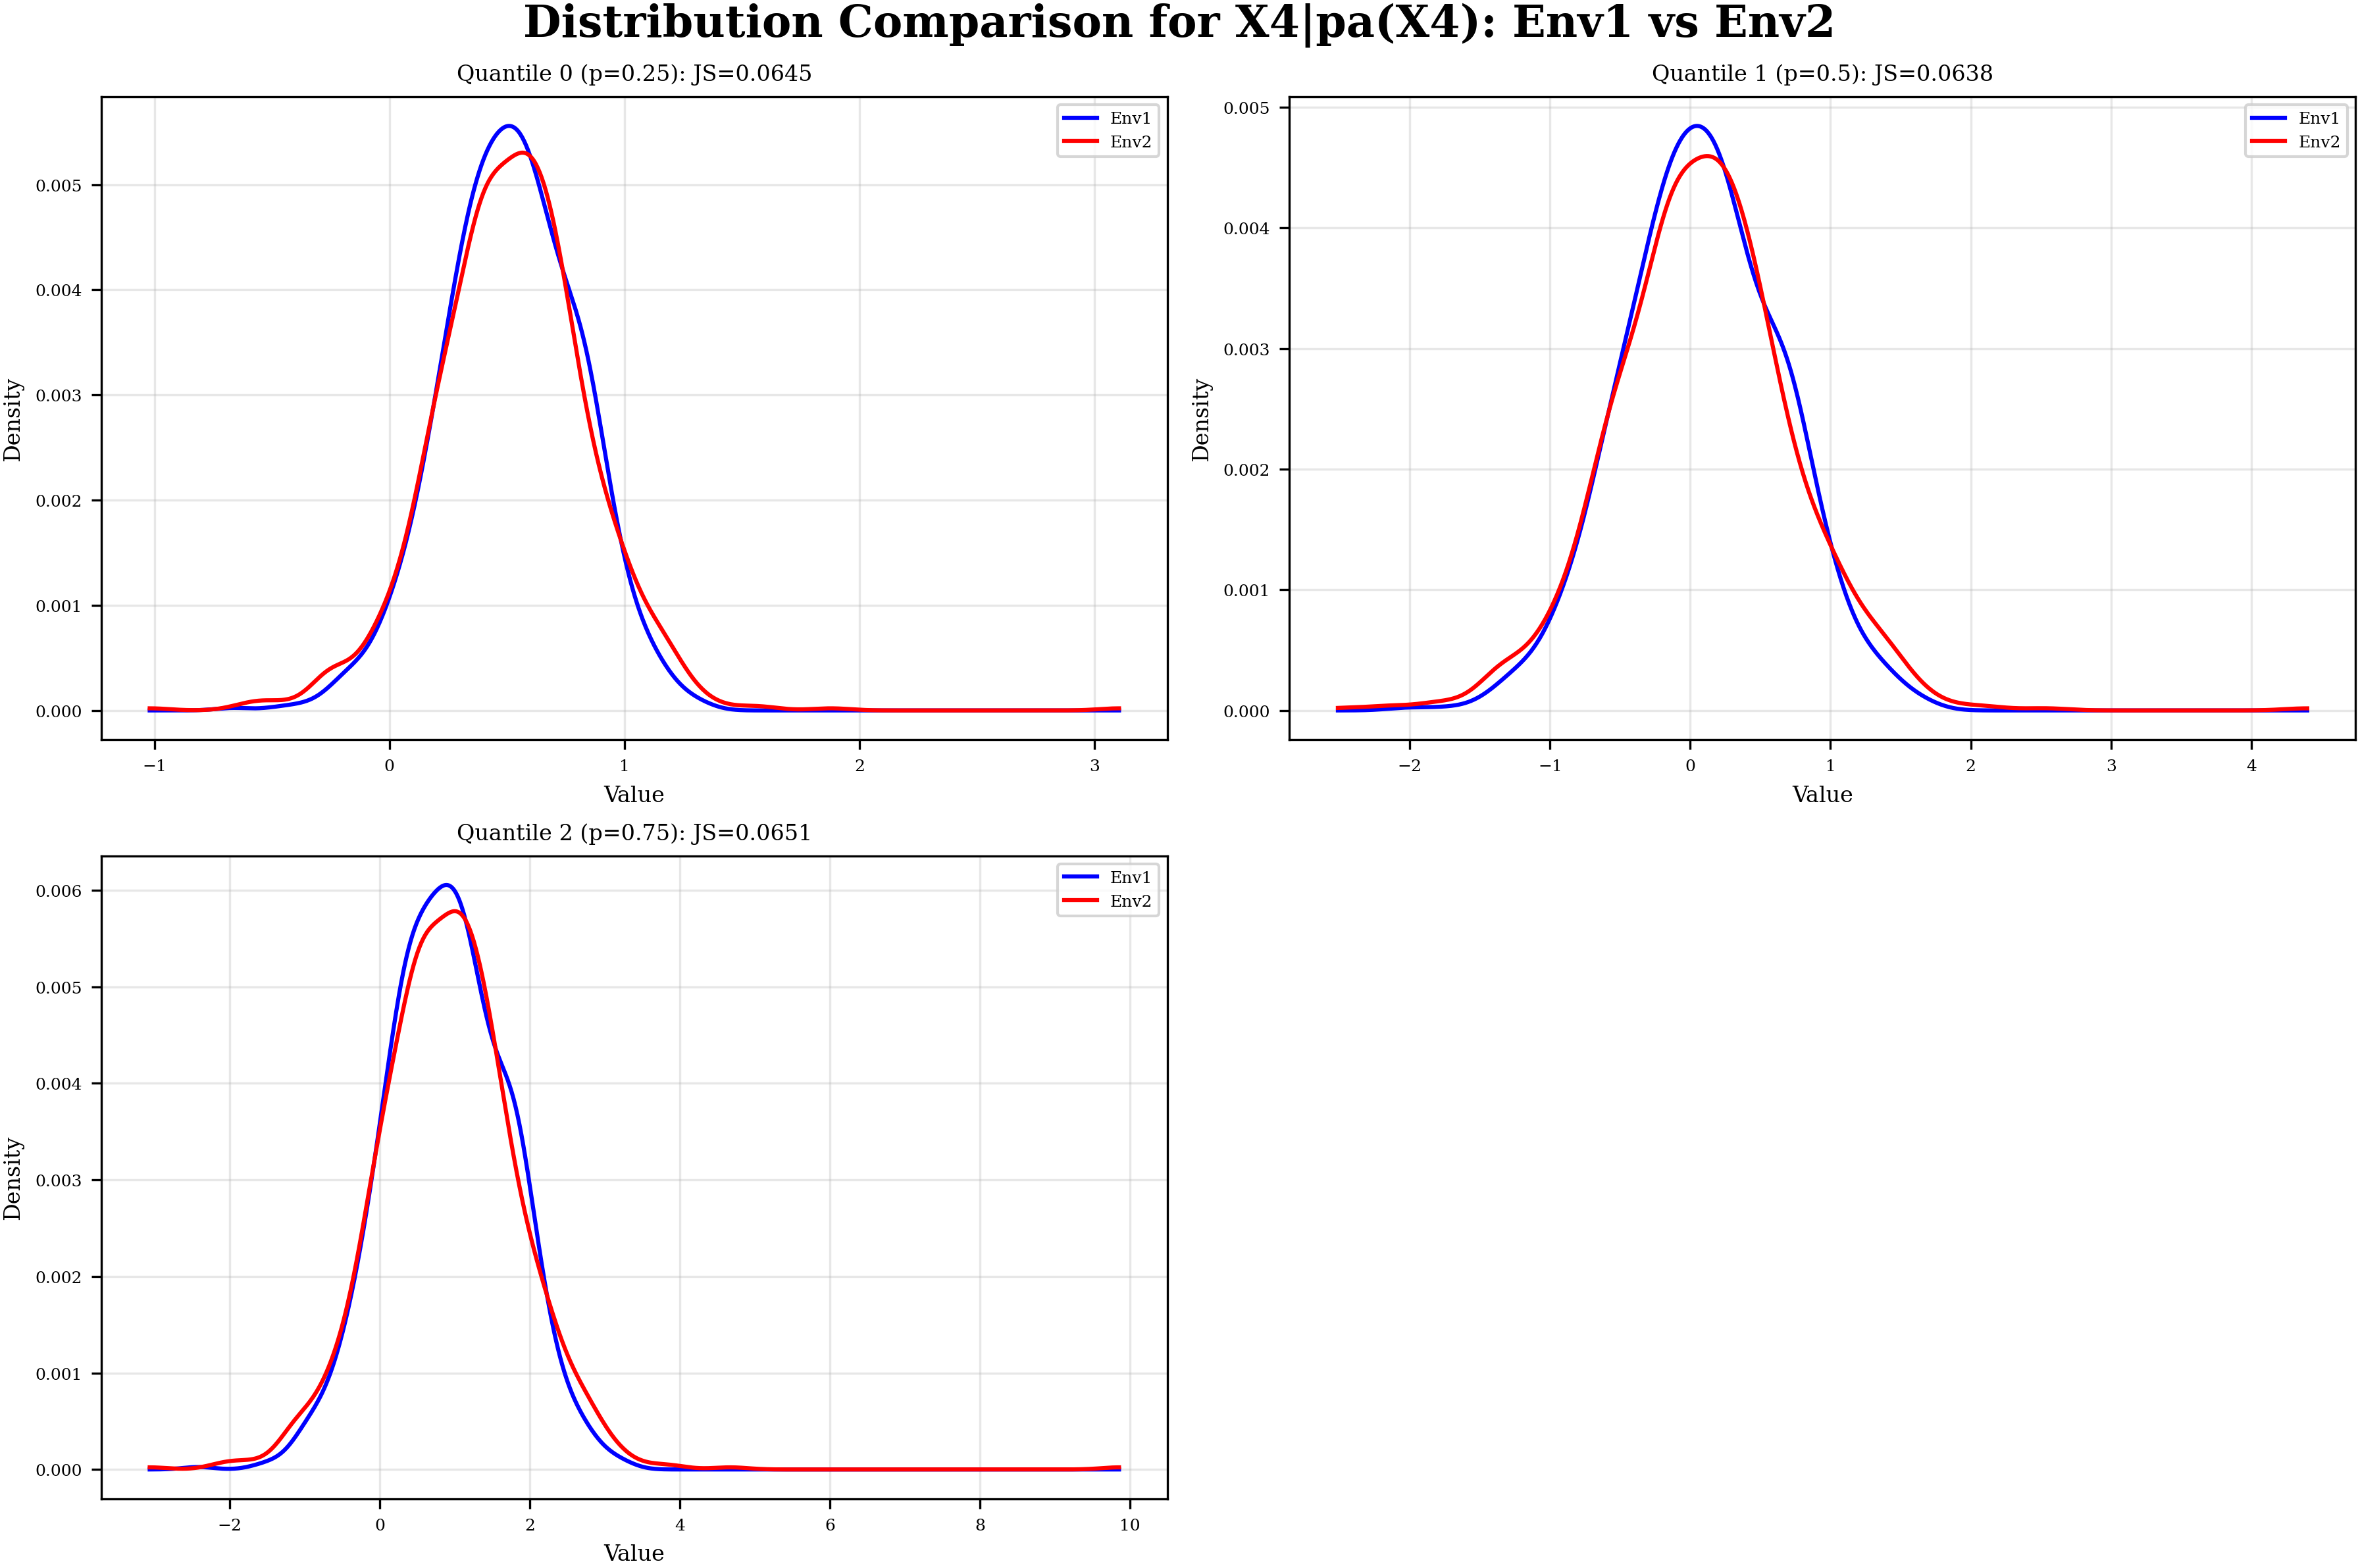 Distribution Comparison for X4|pa(X4): Env1 vs Env2
Quantile 0 (p=0.25): JS=0.0645
Env1
Env2
Density
0.005
0.004
0.003
0.002
0.001
0.000
−1 0 1 2 3
Value
Quantile 1 (p=0.5): JS=0.0638
Env1
Env2
Density
0.005
0.004
0.003
0.002
0.001
0.000
−2 −1 0 1 2 3 4
Value
Quantile 2 (p=0.75): JS=0.0651
Env1
Env2
Density
0.006
0.005
0.004
0.003
0.002
0.001
0.000
−2 0 2 4 6 8 10
Value